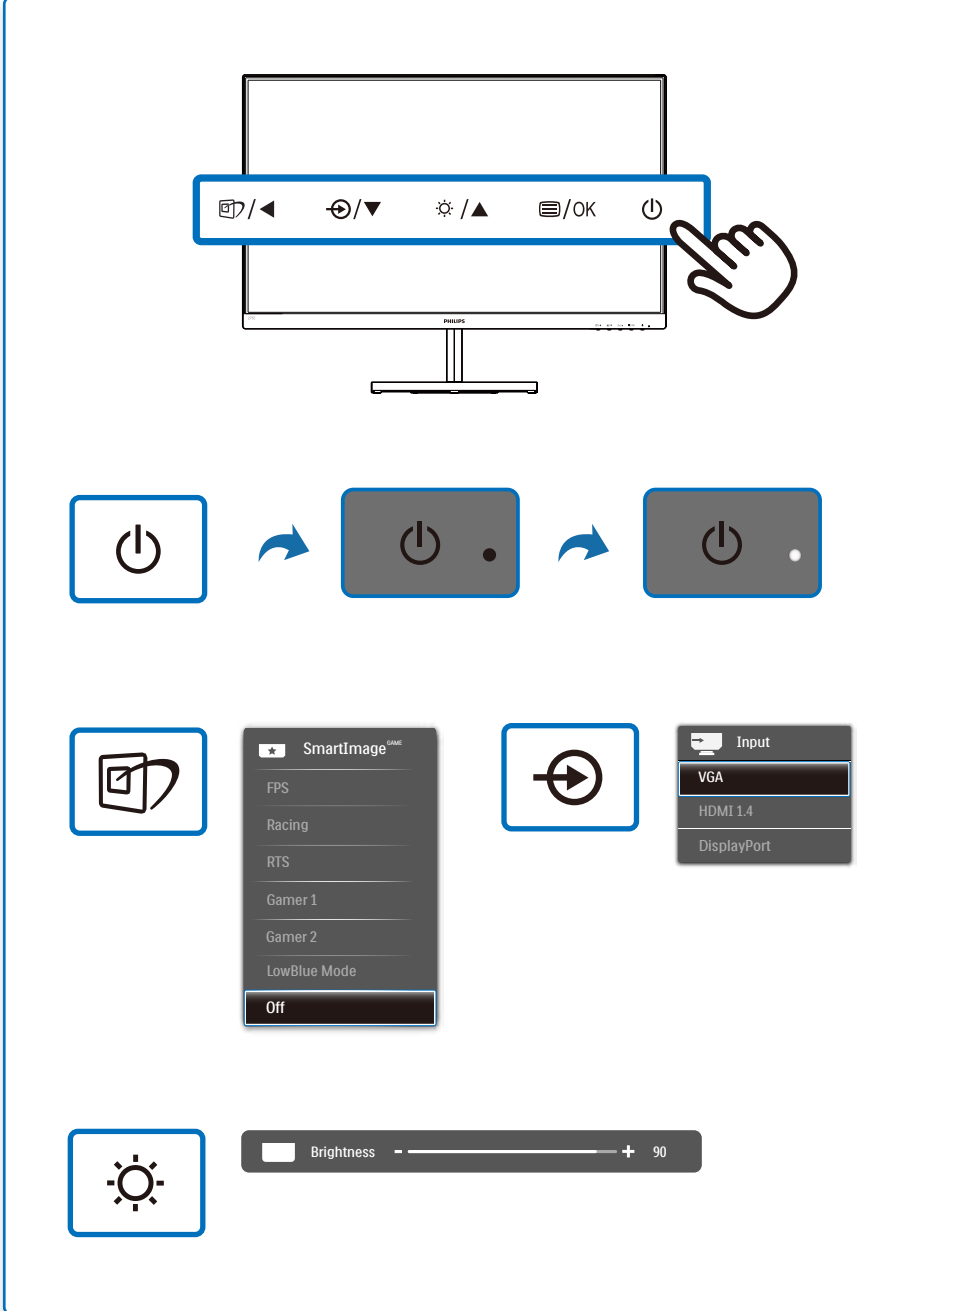 /OK
PHILIPS
SmartImage GAME
FPS
Racing
RTS
Gamer 1
Gamer 2
LowBlue Mode
Off
Input
VGA
HDMI 1.4
DisplayPort
Brightness - + 90